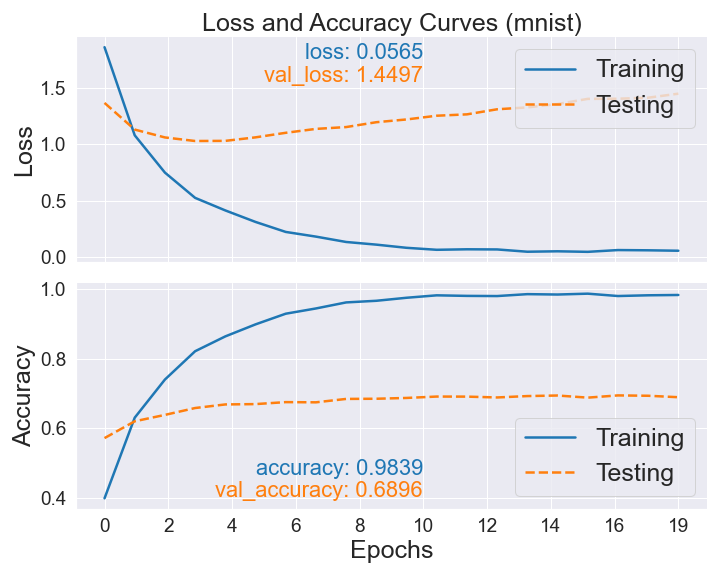 Loss and Accuracy Curves (mnist)
loss: 0.0565
val_loss: 1.4497
Training
Testing
1.5
1.0
0.5
0.0
Loss
1.0
0.8
0.6
0.4
Accuracy
accuracy: 0.9839
val_accuracy: 0.6896
Training
Testing
0 2 4 6 8 10 12 14 16 19
Epochs